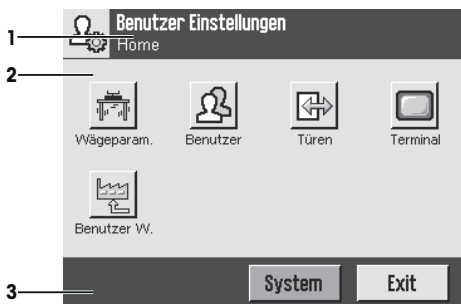 Benutzer Einstellungen
1
Home
2
Wägeparam.
Benutzer
Türen
Terminal
Benutzer W.
3
System
Exit